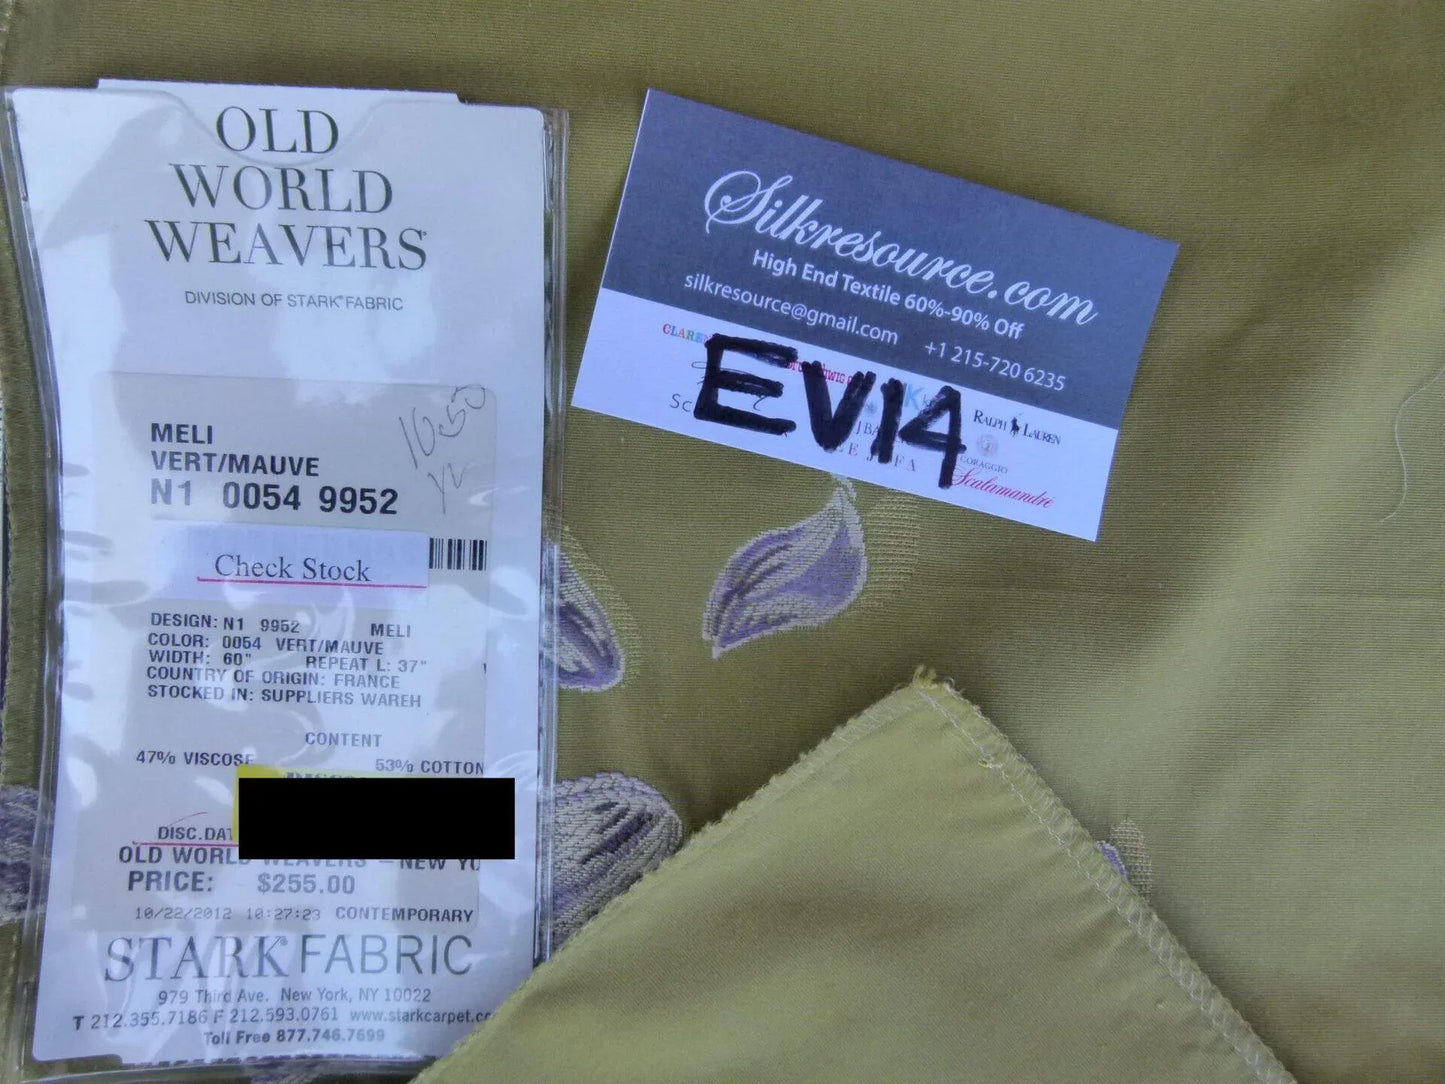 OLD
WORLD
WEAVERS
DIVISION OF STARK FABRIC
MELI
VERT/MAUVE
N1 0054 9952
16.50
Check Stock
DESIGN: N1 9952 MELI
COLOR: 0054 VERT/MAUVE
WIDTH: 60" REPEAT L: 37"
COUNTRY OF ORIGIN: FRANCE
STOCKED IN: SUPPLIERS WAREH
CONTENT
47% VISCOSE 53% COTTON
DISC.DAT
OLD WORLD WEAVERS - NEW YO
PRICE: $255.00
10/22/2012 10:27:23 CONTEMPORARY
STARK FABRIC
979 Third Ave. New York, NY 10022
T 212.355.7186 F 212.593.0761 www.starkcarpet.co
Toll Free 877.746.7699
Silkresource.com
High End Textile 60%-90% Off
silkresource@gmail.com +1 215-720 6235
CLARE
EV14
RALPH LAUREN
CORAGGIO
Scalamandré